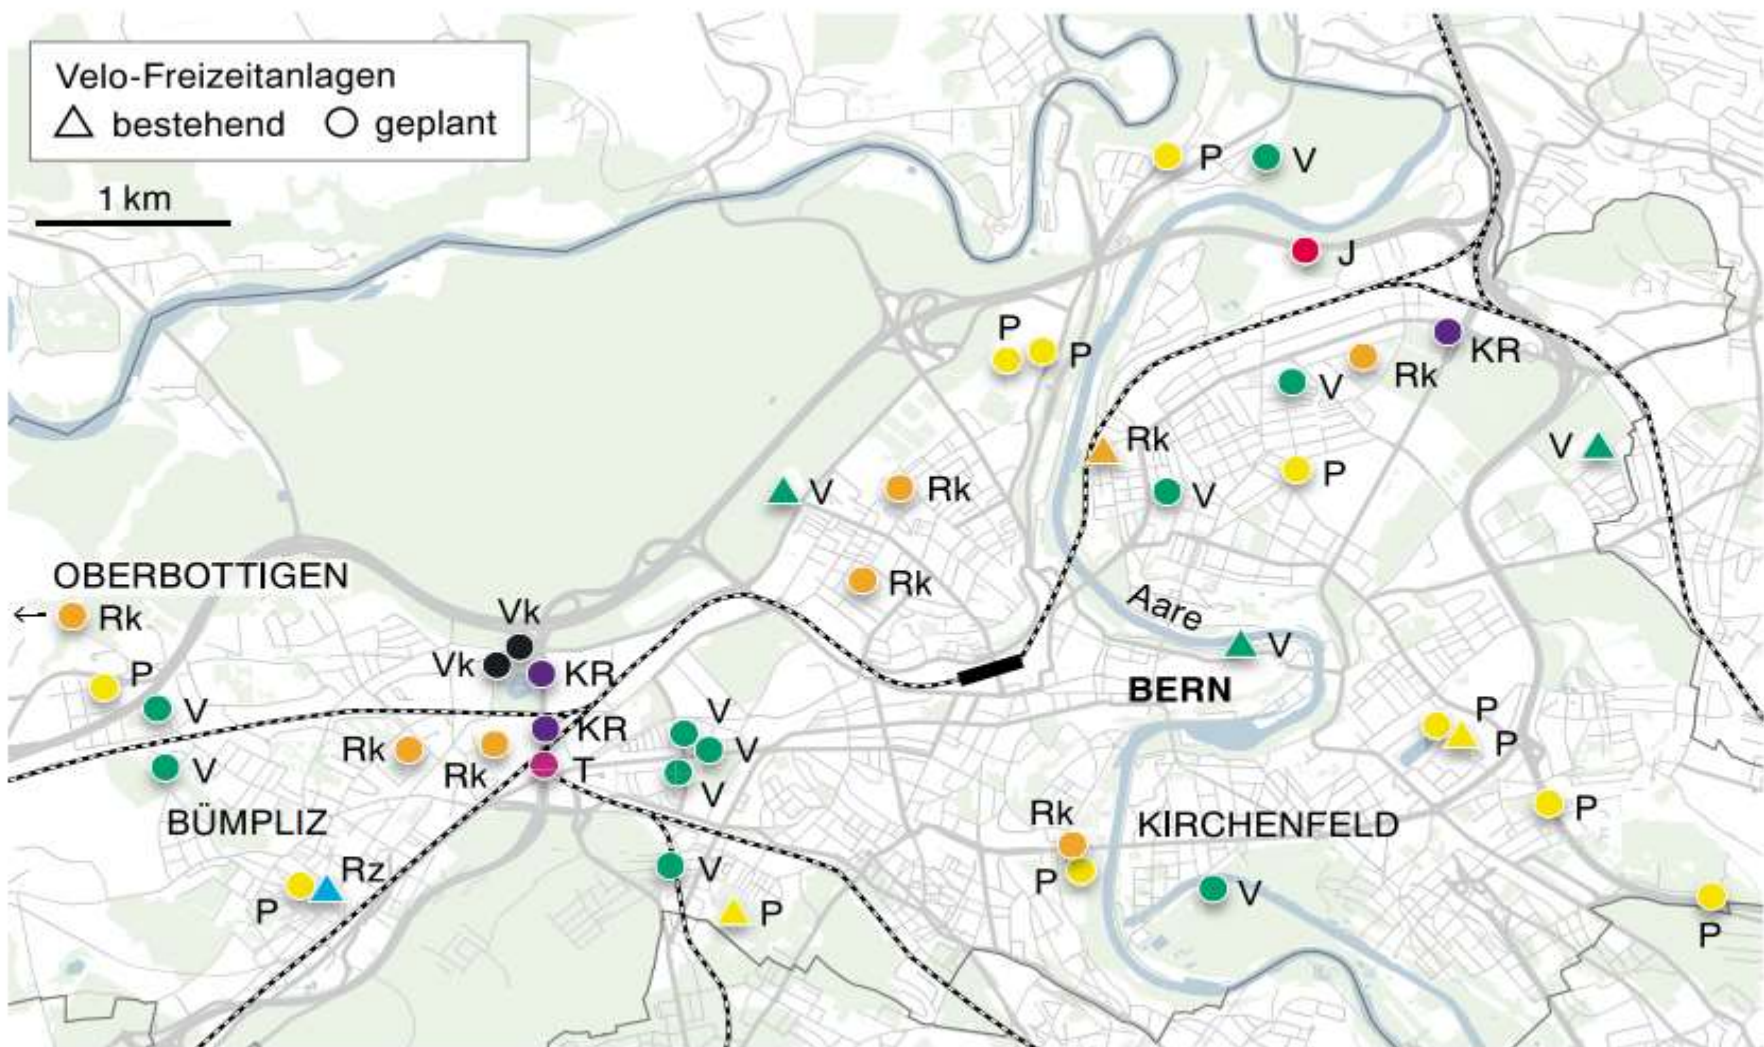 Velo-Freizeitanlagen
bestehend geplant
1 km
P V
J
P P
KR
Rk
V
Rk
V
P
V
V
V Rk
Rk
OBERBOTTIGEN
Rk
Aare
Vk
Vk KR
V
P
BERN
V
KR
V
V
P
P
Rk
Rk
T
V
V
BÜMPLIZ
Rk
KIRCHENFELD
P
Rz
P
V
P
P
V
P